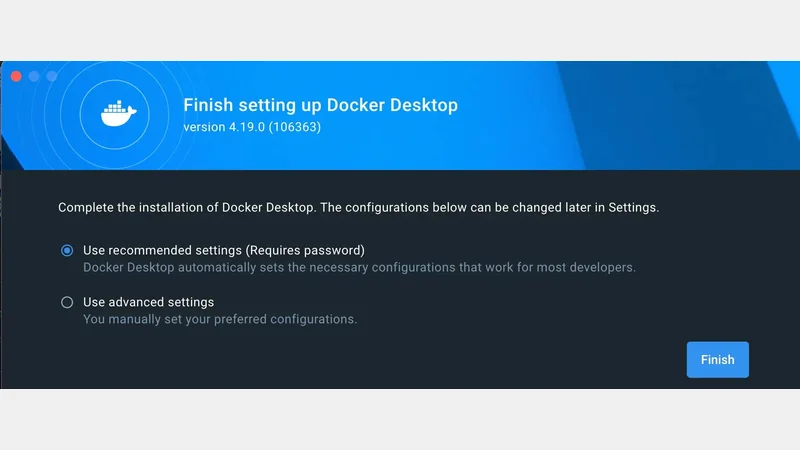 Finish setting up Docker Desktop
version 4.19.0 (106363)
Complete the installation of Docker Desktop. The configurations below can be changed later in Settings.
Use recommended settings (Requires password)
Docker Desktop automatically sets the necessary configurations that work for most developers.
Use advanced settings
You manually set your preferred configurations.
Finish